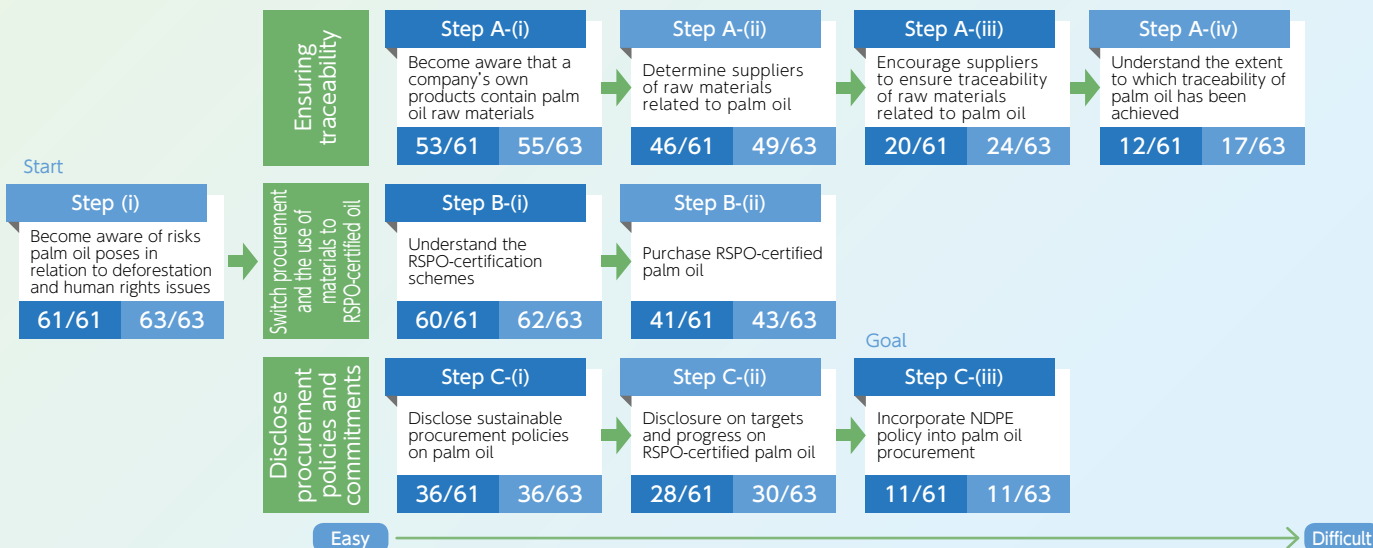 Start
Step (i)
Become aware of risks
palm oil poses in
relation to deforestation
and human rights issues
61/61 63/63
Ensuring
traceability
Step A-(i)
Become aware that a
company's own
products contain palm
oil raw materials
53/61 55/63
Step A-(ii)
Determine suppliers
of raw materials
related to palm oil
46/61 49/63
Step A-(iii)
Encourage suppliers
to ensure traceability
of raw materials
related to palm oil
20/61 24/63
Step A-(iv)
Understand the extent
to which traceability of
palm oil has been
achieved
12/61 17/63
Switch procurement
and the use of
materials to
RSPO-certified oil
Step B-(i)
Understand the
RSPO-certification
schemes
60/61 62/63
Step B-(ii)
Purchase RSPO-certified
palm oil
41/61 43/63
Disclose
procurement
policies and
commitments
Step C-(i)
Disclose sustainable
procurement policies
on palm oil
36/61 36/63
Step C-(ii)
Disclosure on targets
and progress on
RSPO-certified palm oil
28/61 30/63
Goal
Step C-(iii)
Incorporate NDPE
policy into palm oil
procurement
11/61 11/63
Easy
Difficult